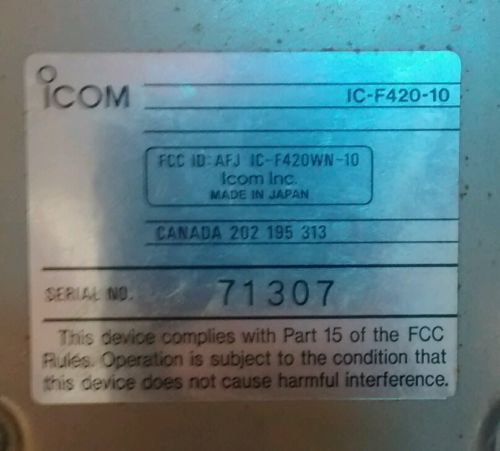 ICOM
IC-F420-10
FCC ID: AFJ IC-F420WN-10
Icom Inc.
MADE IN JAPAN
CANADA 202 195 313
SERIAL NO. 71307
This device complies with Part 15 of the FCC
Rules. Operation is subject to the condition that
this device does not cause harmful interference.